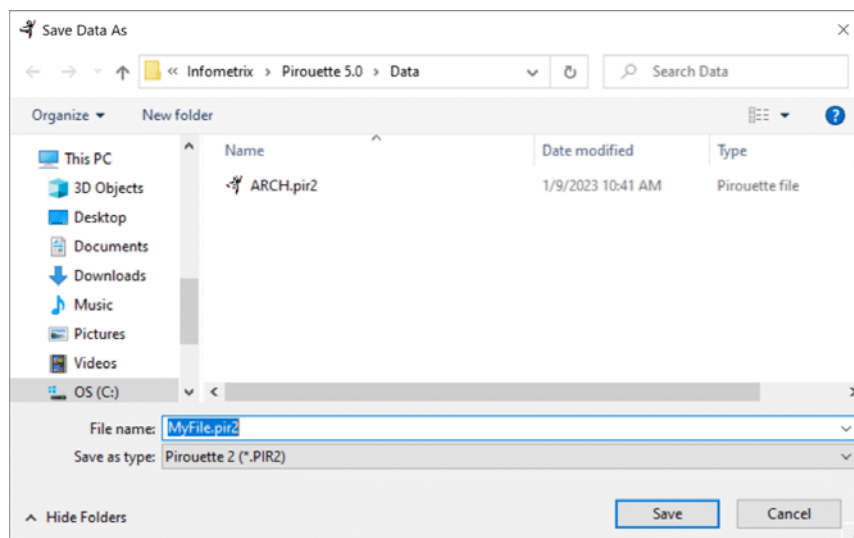 Save Data As
« Infometrix > Pirouette 5.0 > Data
Search Data
Organize
New folder
Name
Date modified
Type
ARCH.pir2
1/9/2023 10:41 AM
Pirouette file
This PC
3D Objects
Desktop
Documents
Downloads
Music
Pictures
Videos
OS (C:)
File name: MyFile.pir2
Save as type: Pirouette 2 (*.PIR2)
Hide Folders
Save
Cancel